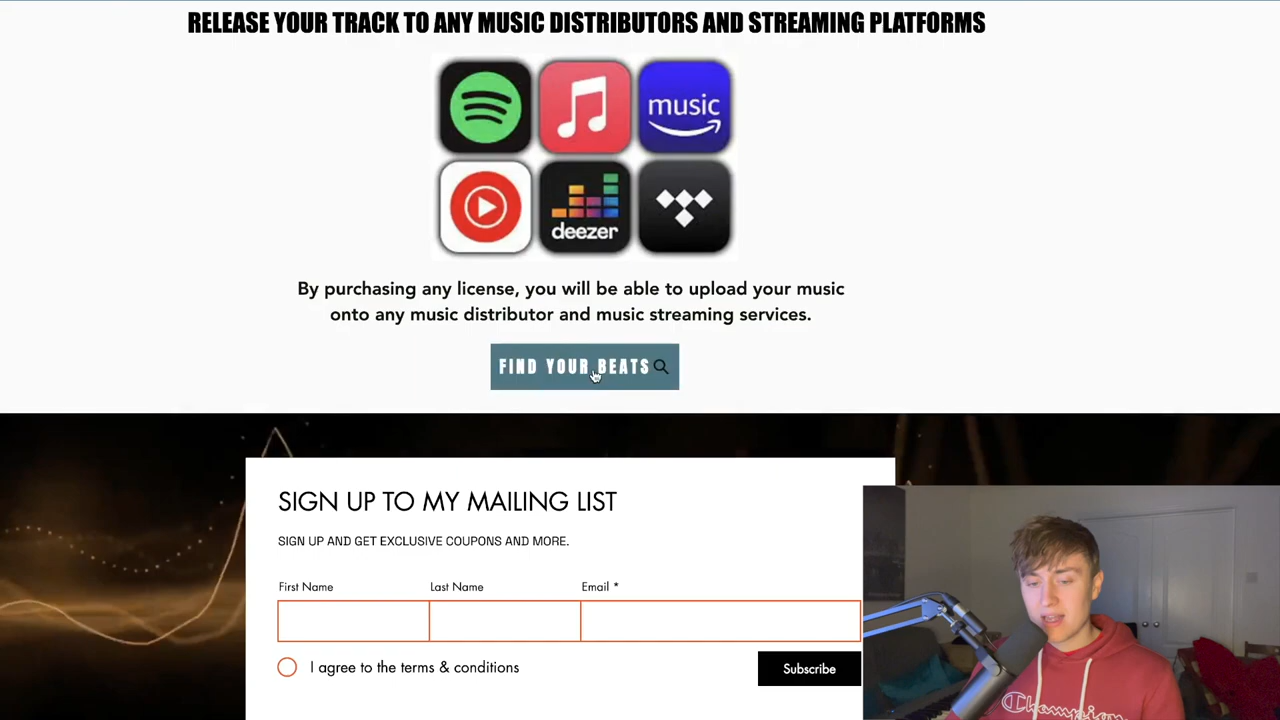 RELEASE YOUR TRACK TO ANY MUSIC DISTRIBUTORS AND STREAMING PLATFORMS
music
deezer
By purchasing any license, you will be able to upload your music
onto any music distributor and music streaming services.
FIND YOUR BEATS
SIGN UP TO MY MAILING LIST
SIGN UP AND GET EXCLUSIVE COUPONS AND MORE.
First Name Last Name Email *
I agree to the terms & conditions
Subscribe
Champion